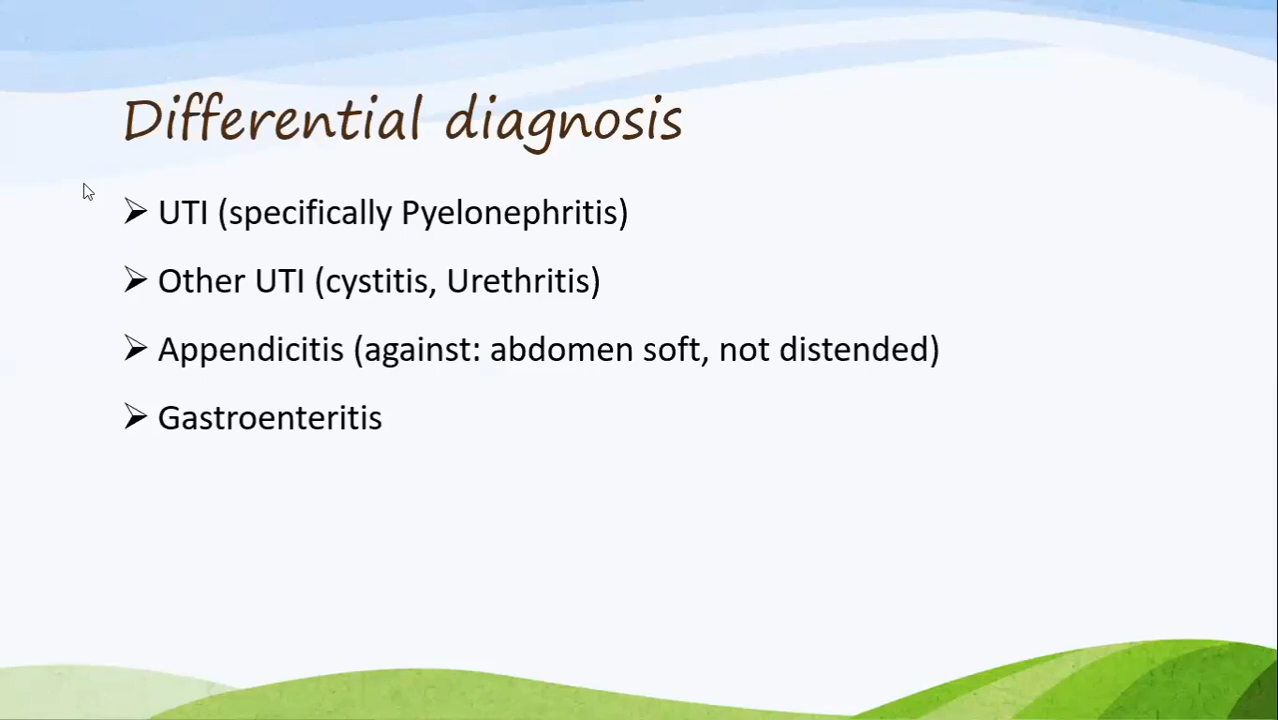 Differential diagnosis
➢ UTI (specifically Pyelonephritis)
➢ Other UTI (cystitis, Urethritis)
➢ Appendicitis (against: abdomen soft, not distended)
➢ Gastroenteritis